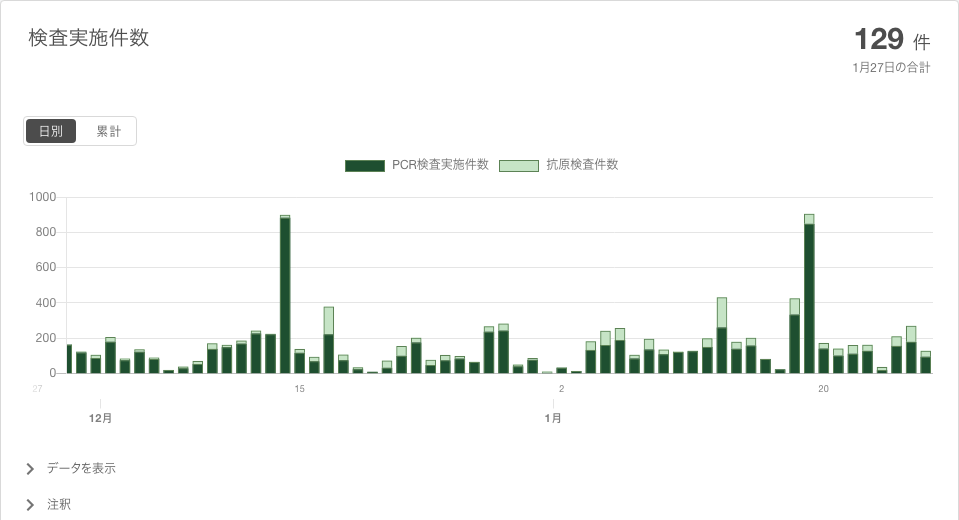 検査実施件数
129 件
1月27日の合計
日別 累計
PCR検査実施件数 抗原検査件数
1000
800
600
400
200
0
27 15 2 20
12月 1月
データを表示
注釈